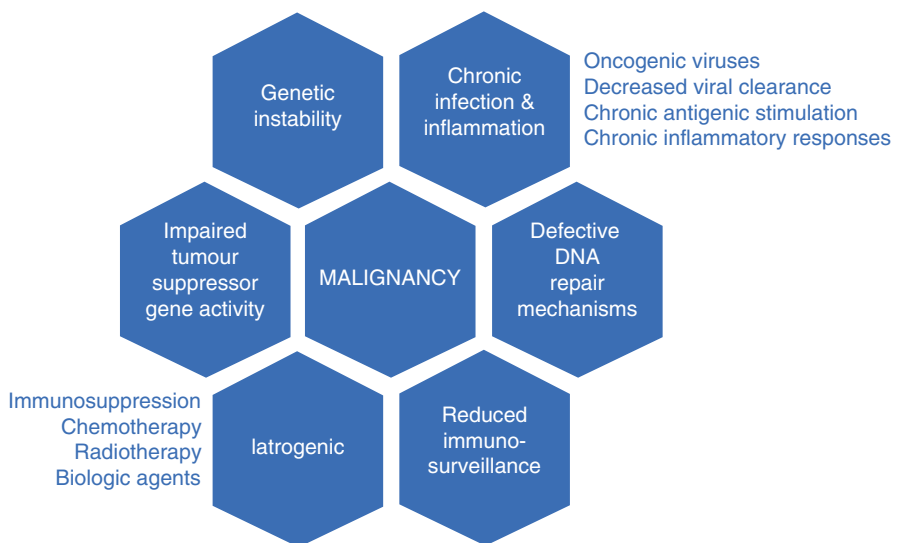 Genetic
instability
Chronic
infection &
inflammation
Oncogenic viruses
Decreased viral clearance
Chronic antigenic stimulation
Chronic inflammatory responses
Impaired
tumour
suppressor
gene activity
MALIGNANCY
Defective
DNA
repair
mechanisms
Immunosuppression
Chemotherapy
Radiotherapy
Biologic agents
Iatrogenic
Reduced
immuno-
surveillance